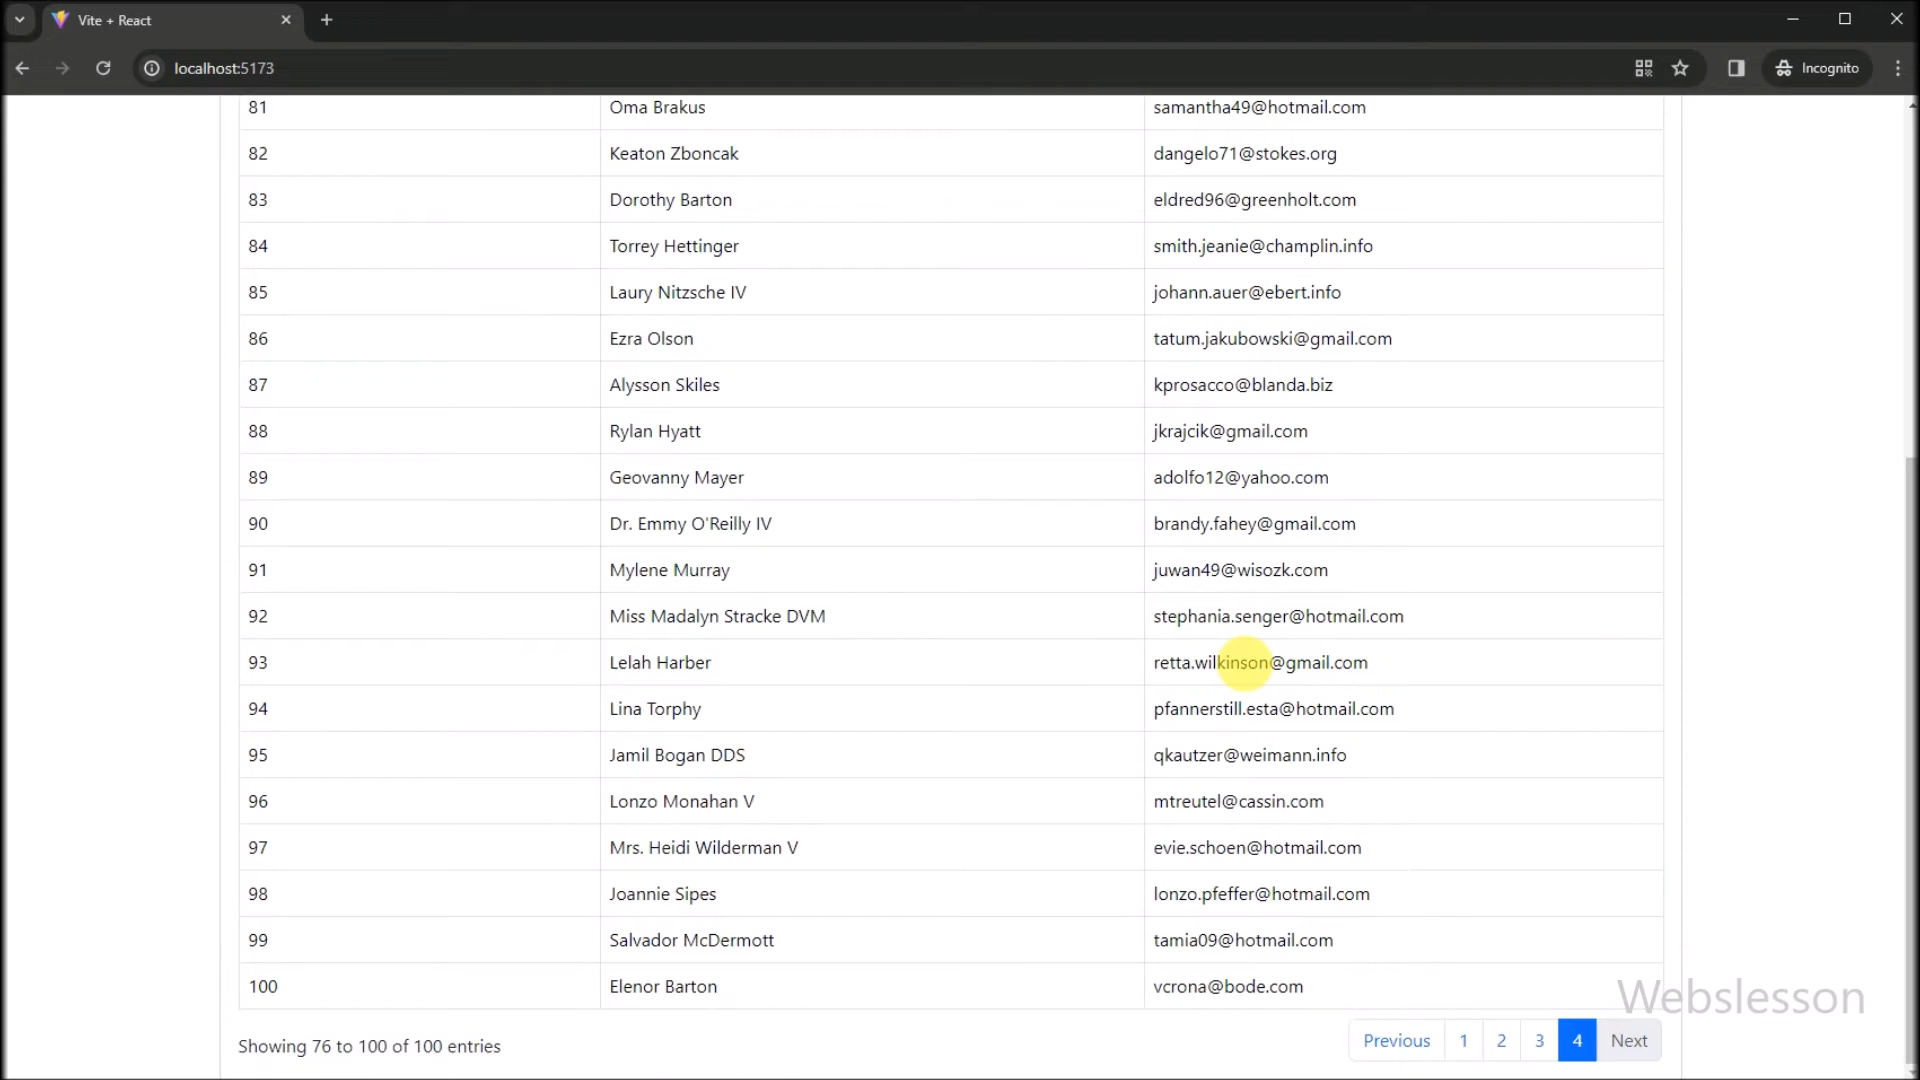 Vite + React
localhost:5173
Incognito
81 Oma Brakus samantha49@hotmail.com
82 Keaton Zboncak dangelo71@stokes.org
83 Dorothy Barton eldred96@greenholt.com
84 Torrey Hettinger smith.jeanie@champlin.info
85 Laury Nitzsche IV johann.auer@ebert.info
86 Ezra Olson tatum.jakubowski@gmail.com
87 Alysson Skiles kprosacco@blanda.biz
88 Rylan Hyatt jkrajcik@gmail.com
89 Geovanny Mayer adolfo12@yahoo.com
90 Dr. Emmy O'Reilly IV brandy.fahey@gmail.com
91 Mylene Murray juwan49@wisozk.com
92 Miss Madalyn Stracke DVM stephania.senger@hotmail.com
93 Lelah Harber retta.wilkinson@gmail.com
94 Lina Torphy pfannerstill.esta@hotmail.com
95 Jamil Bogan DDS qkautzer@weimann.info
96 Lonzo Monahan V mtreutel@cassin.com
97 Mrs. Heidi Wilderman V evie.schoen@hotmail.com
98 Joannie Sipes lonzo.pfeffer@hotmail.com
99 Salvador McDermott tamia09@hotmail.com
100 Elenor Barton vcrona@bode.com
Webslesson
Showing 76 to 100 of 100 entries Previous 1 2 3 4 Next